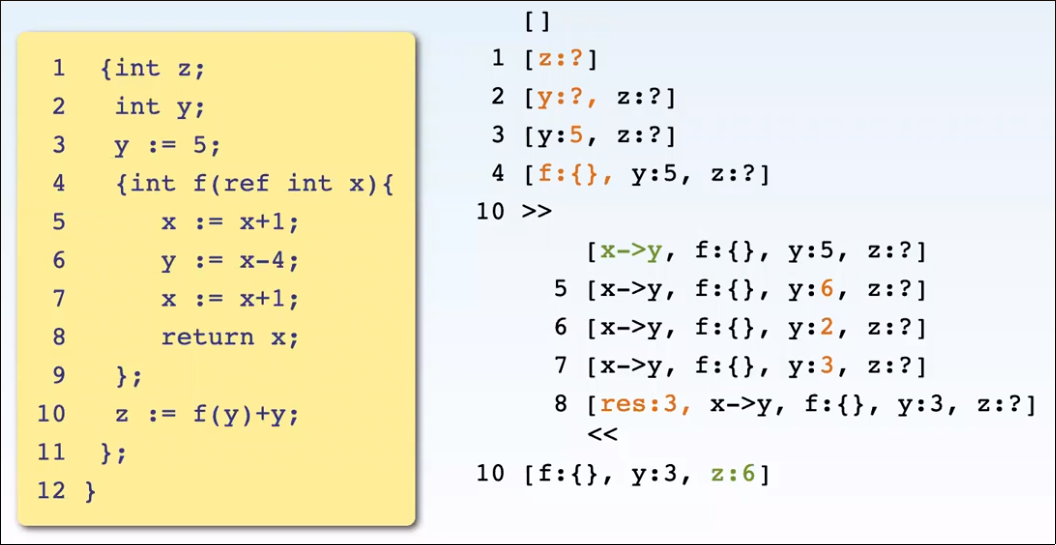 1 {int z;
2 int y;
3 y := 5;
4 {int f(ref int x){
5 x := x+1;
6 y := x-4;
7 x := x+1;
8 return x;
9 };
10 z := f(y)+y;
11 };
12 }
[]
1 [z:?]
2 [y:?, z:?]
3 [y:5, z:?]
4 [f:{}, y:5, z:?]
10 >>
[x->y, f:{}, y:5, z:?]
5 [x->y, f:{}, y:6, z:?]
6 [x->y, f:{}, y:2, z:?]
7 [x->y, f:{}, y:3, z:?]
8 [res:3, x->y, f:{}, y:3, z:?]
<<
10 [f:{}, y:3, z:6]